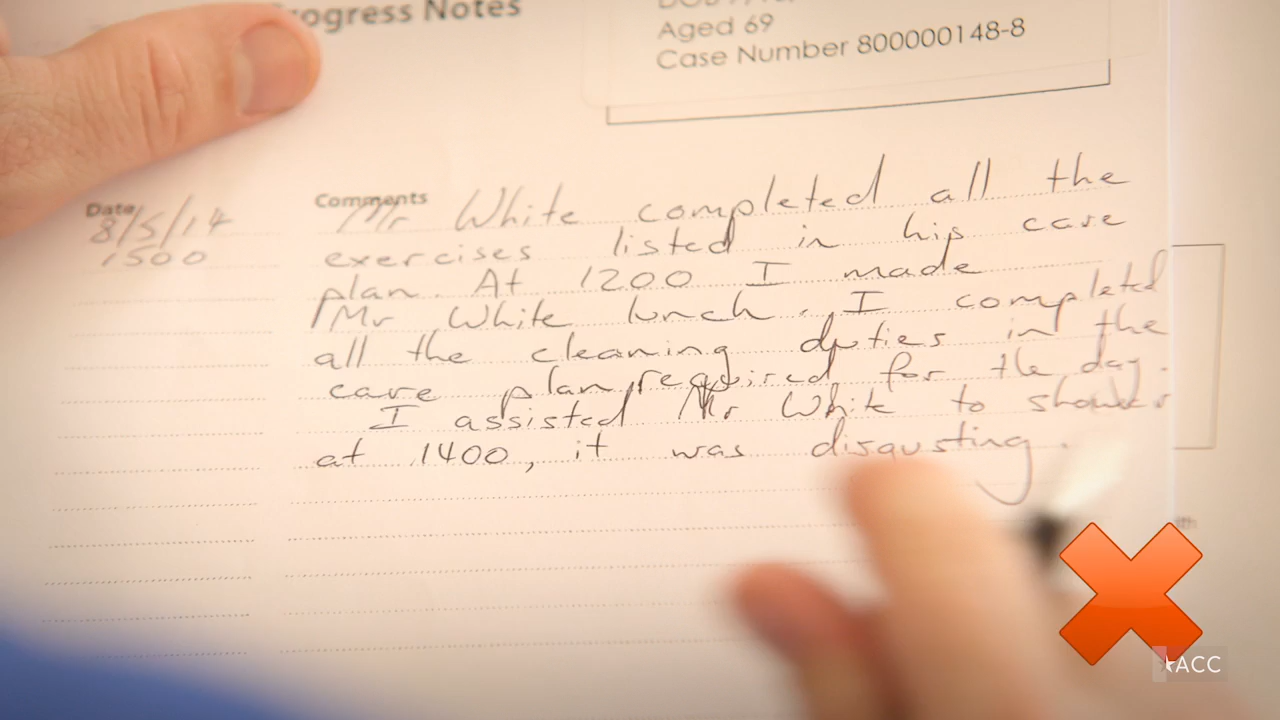 Progress Notes
Aged 69
Case Number 800000148-8
Date
Comments
8/5/14
1500
Mr White completed all the
exercises listed in his care
plan. At 1200 I made
Mr White lunch. I completed
all the cleaning duties in the
care plan required for the day.
I assisted Mr White to shower
at 1400, it was disgusting.
ACC